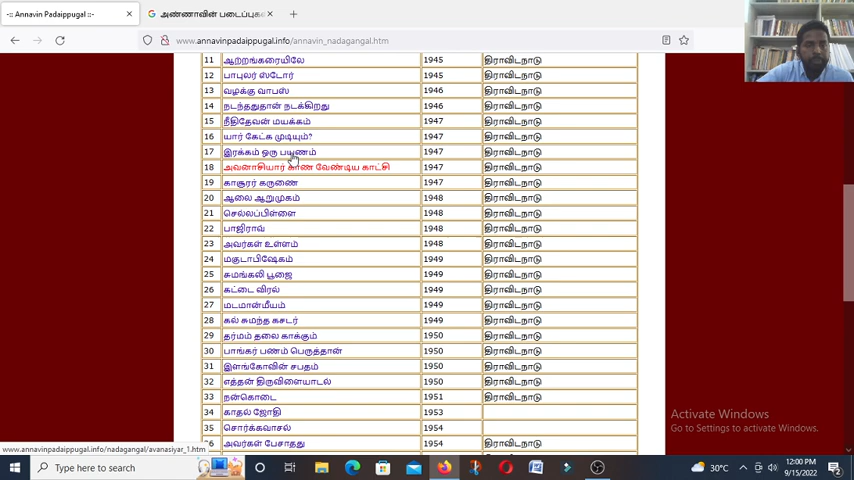 -:: Annavin Padaippugal ::-
அண்ணாவின் படைப்புகள்
www.annavinpadaippugal.info/annavin_nadagangal.htm
11 ஆற்றங்கரையிலே 1945 திராவிடநாடு
12 பாபுலர் ஸ்டோர் 1945 திராவிடநாடு
13 வழக்கு வாபஸ் 1946 திராவிடநாடு
14 நடந்ததுதான் நடக்கிறது 1946 திராவிடநாடு
15 நீதிதேவன் மயக்கம் 1947 திராவிடநாடு
16 யார் கேட்க முடியும்? 1947 திராவிடநாடு
17 இரக்கம் ஒரு பயணம் 1947 திராவிடநாடு
18 அவனாசியார் காண வேண்டிய காட்சி 1947 திராவிடநாடு
19 காசூரர் கருணை 1947 திராவிடநாடு
20 ஆலை ஆறுமுகம் 1948 திராவிடநாடு
21 செல்லப்பிள்ளை 1948 திராவிடநாடு
22 பாஜிராவ் 1948 திராவிடநாடு
23 அவர்கள் உள்ளம் 1948 திராவிடநாடு
24 மகுடாபிஷேகம் 1949 திராவிடநாடு
25 சுமங்கலி பூஜை 1949 திராவிடநாடு
26 கட்டை விரல் 1949 திராவிடநாடு
27 மடமான்மீயம் 1949 திராவிடநாடு
28 கல் சுமந்த கசடர் 1949 திராவிடநாடு
29 தர்மம் தலை காக்கும் 1950 திராவிடநாடு
30 பாங்கர் பணம் பெருத்தான் 1950 திராவிடநாடு
31 இளங்கோவின் சபதம் 1950 திராவிடநாடு
32 எத்தன் திருவிளையாடல் 1950 திராவிடநாடு
33 நன்கொடை 1951 திராவிடநாடு
34 காதல் ஜோதி 1953
35 சொர்க்கவாசல் 1954
36 அவர்கள் பேசாதது 1954 திராவிடநாடு
Activate Windows
Go to Settings to activate Windows.
www.annavinpadaippugal.info/nadagangal/avanasiyar_1.htm
Type here to search
30°C
12:00 PM
9/15/2022